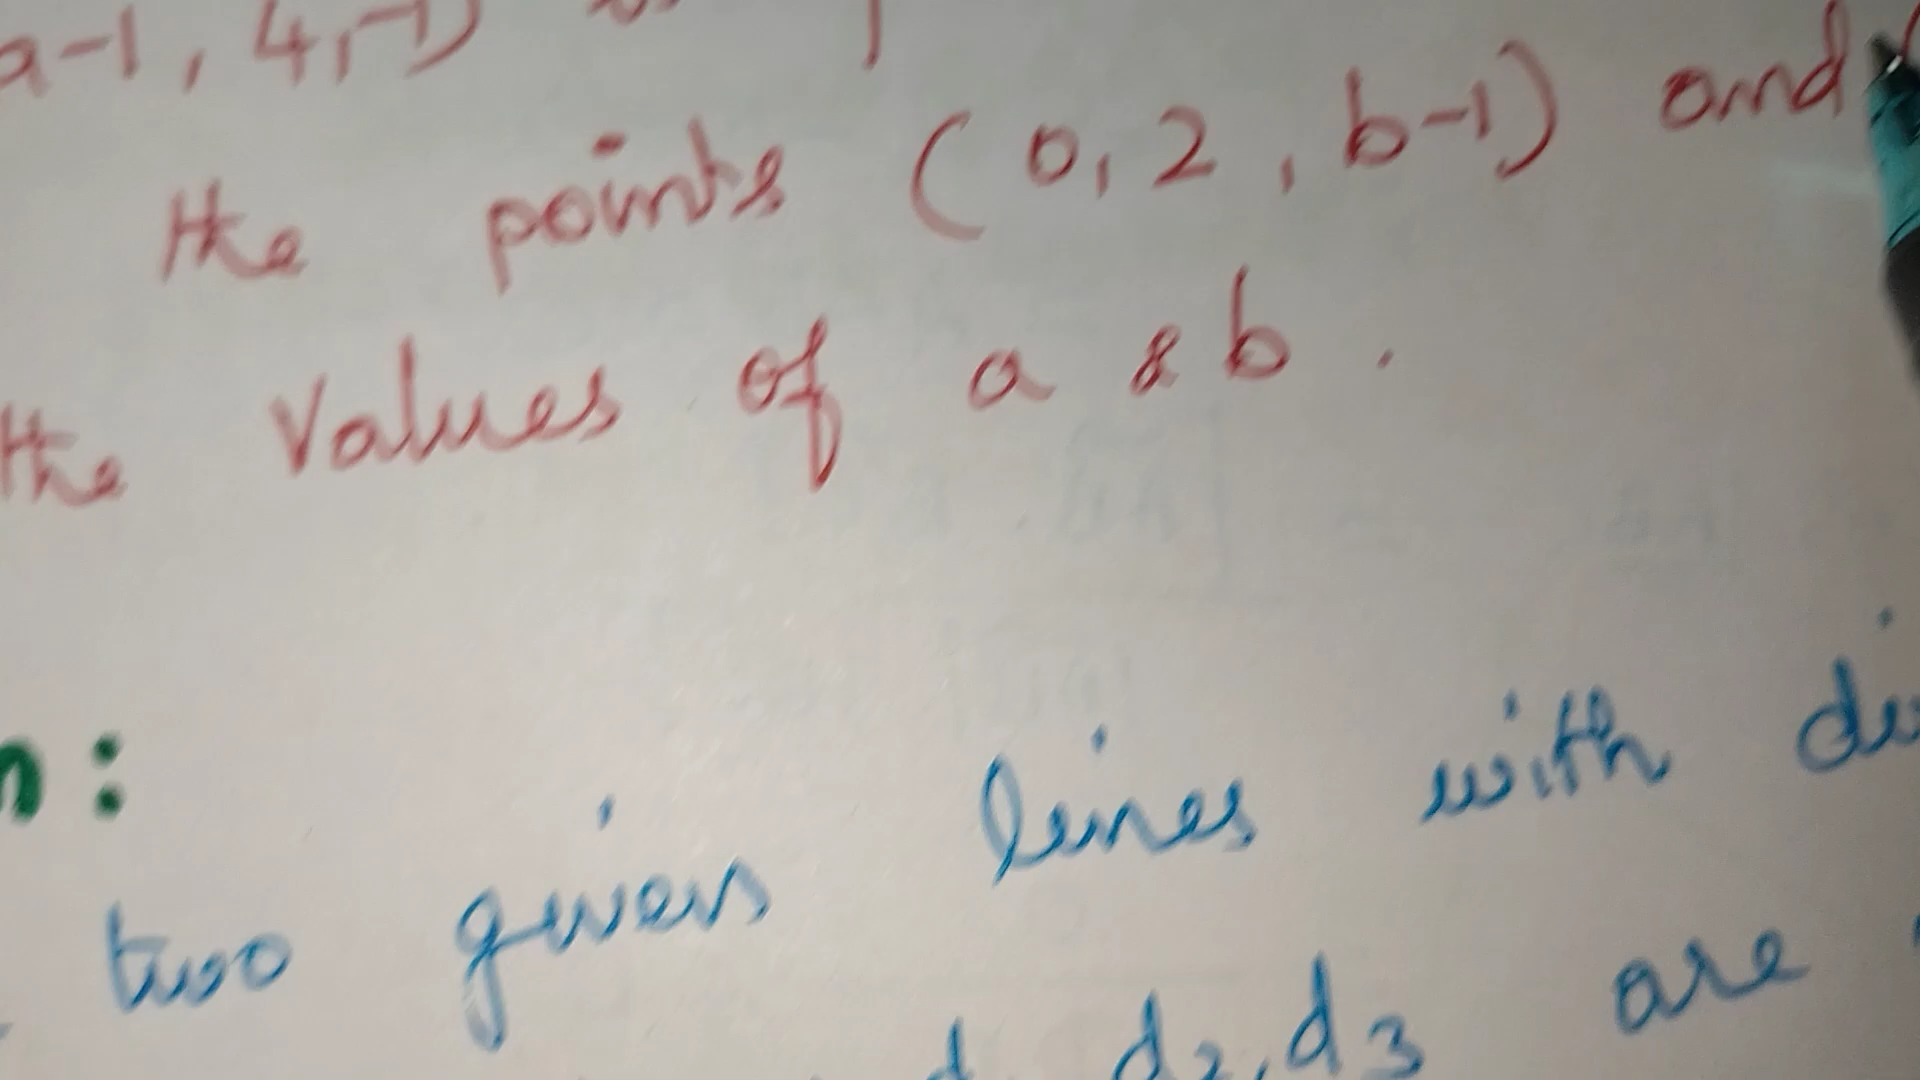 a-1, 4, -1)
the points (0, 2, b-1) and
the values of a & b.
n:
two given lines with di
d2, d3 are